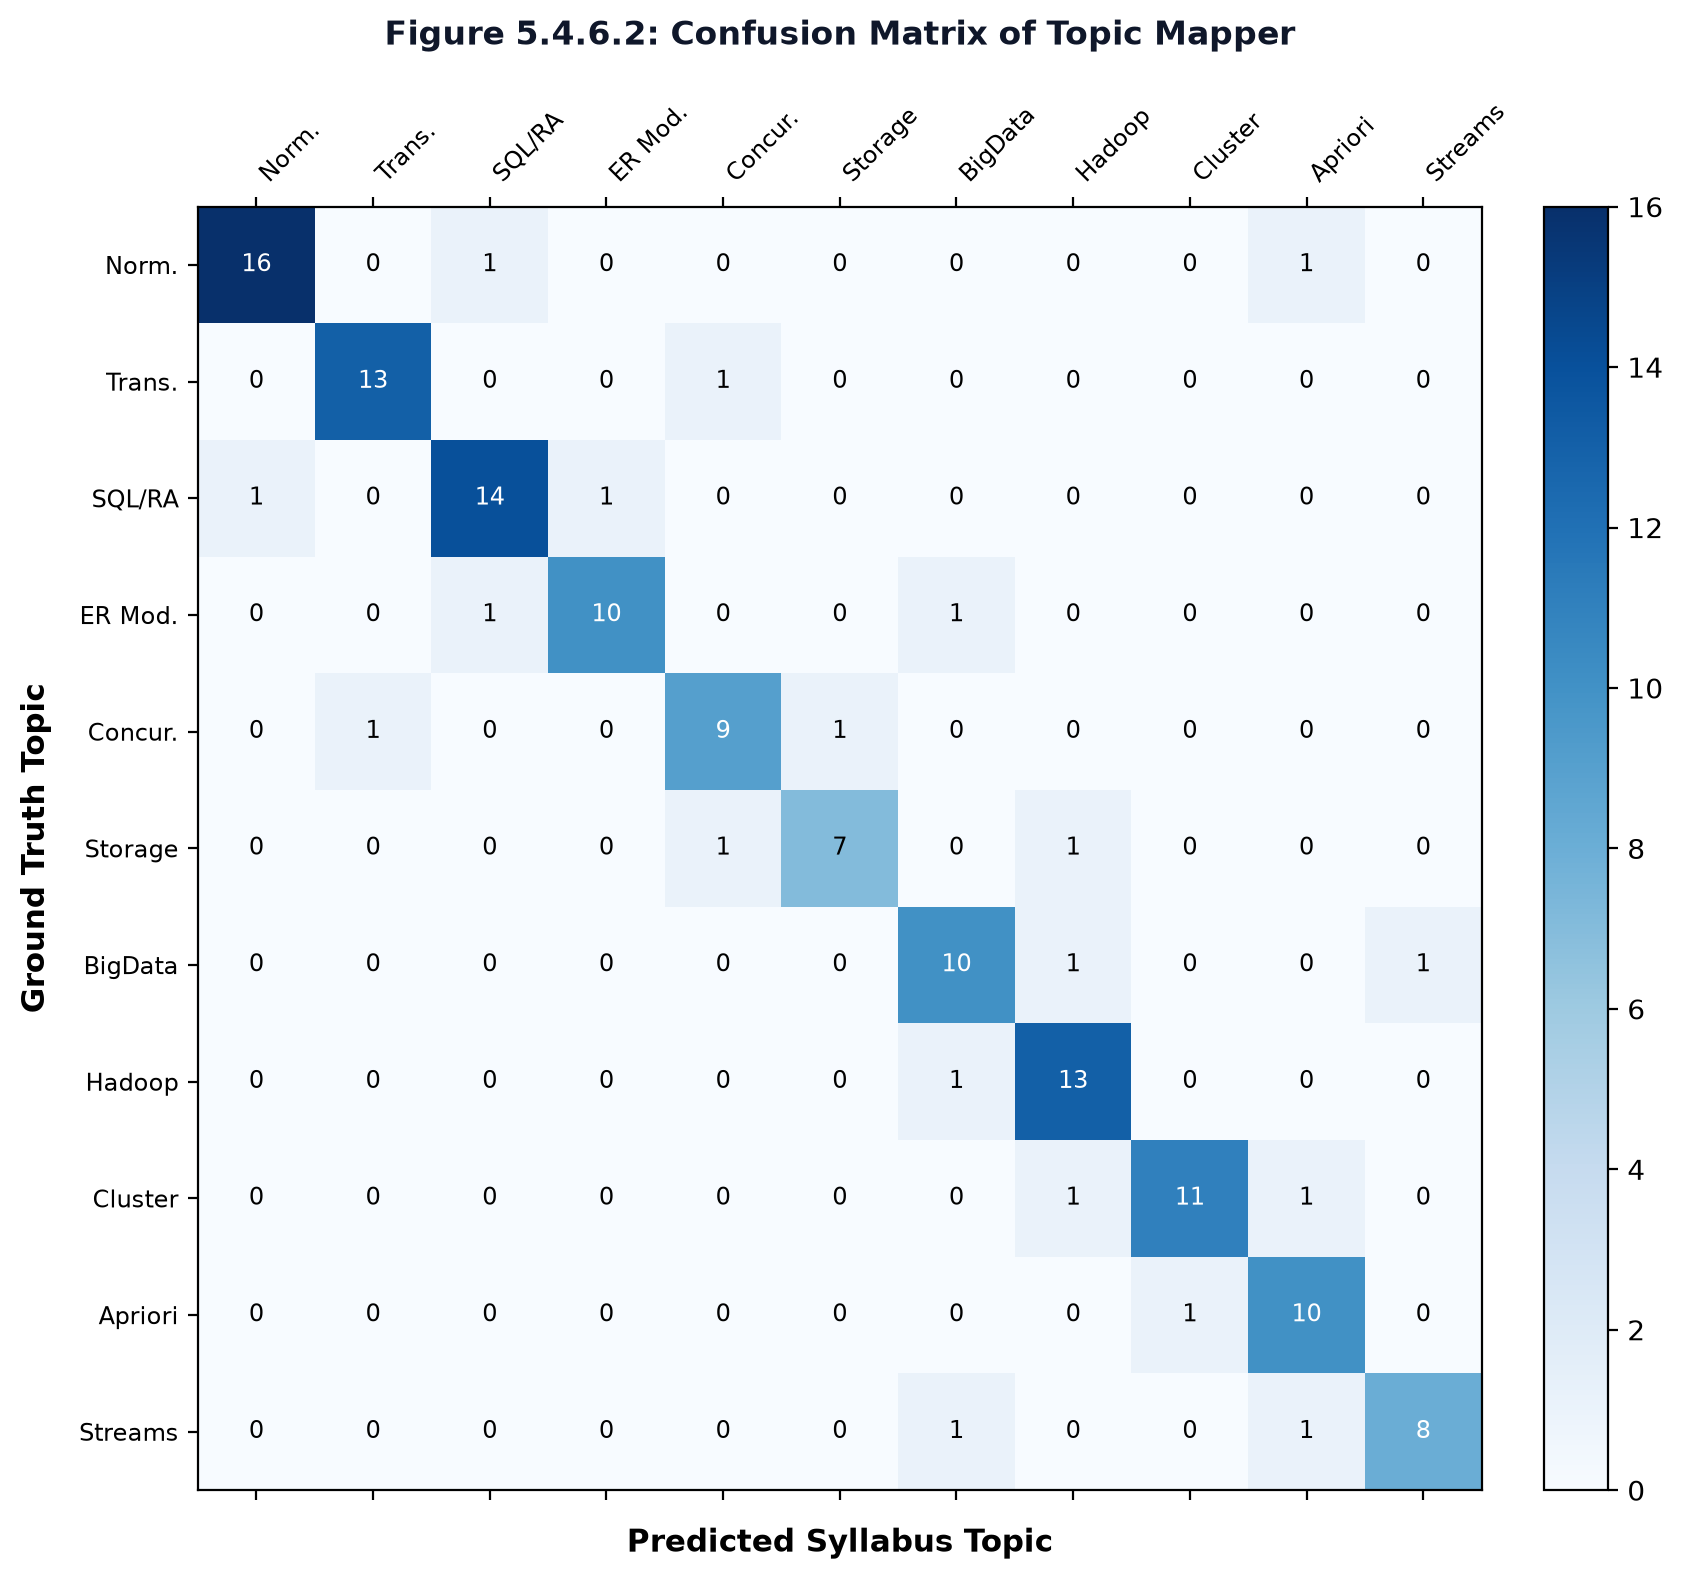 Figure 5.4.6.2: Confusion Matrix of Topic Mapper
Norm. Trans. SQL/RA ER Mod. Concur. Storage BigData Hadoop Cluster Apriori Streams
Norm. 16 0 1 0 0 0 0 0 0 1 0
Trans. 0 13 0 0 1 0 0 0 0 0 0
SQL/RA 1 0 14 1 0 0 0 0 0 0 0
ER Mod. 0 0 1 10 0 0 1 0 0 0 0
Concur. 0 1 0 0 9 1 0 0 0 0 0
Storage 0 0 0 0 1 7 0 1 0 0 0
BigData 0 0 0 0 0 0 10 1 0 0 1
Hadoop 0 0 0 0 0 0 1 13 0 0 0
Cluster 0 0 0 0 0 0 0 1 11 1 0
Apriori 0 0 0 0 0 0 0 0 1 10 0
Streams 0 0 0 0 0 0 1 0 0 1 8
Ground Truth Topic
Predicted Syllabus Topic
16
14
12
10
8
6
4
2
0